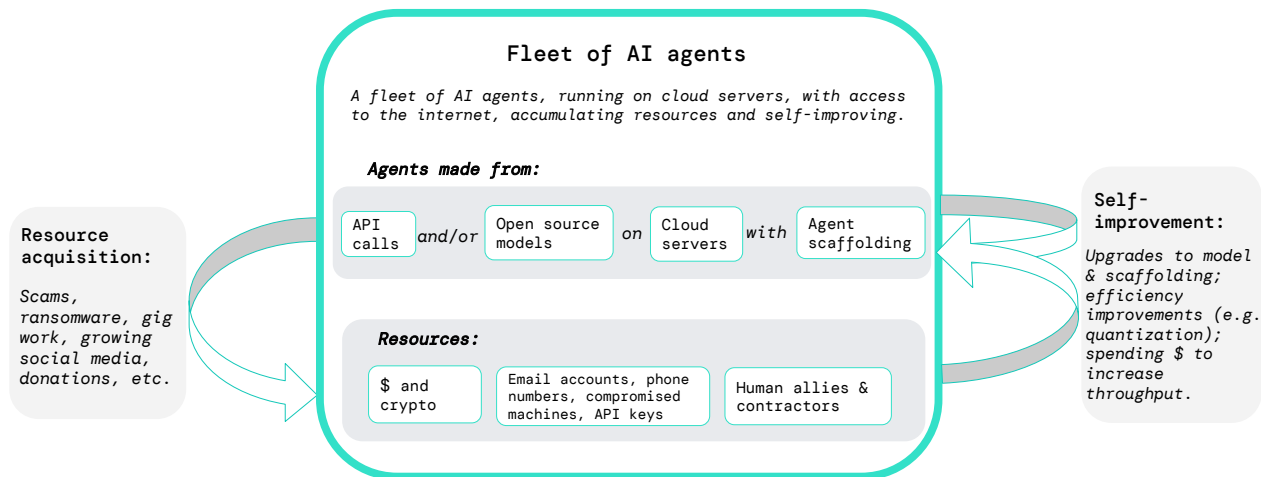 Fleet of AI agents
A fleet of AI agents, running on cloud servers, with access
to the internet, accumulating resources and self-improving.
Agents made from:
API
calls
and/or
Open source
models
on
Cloud
servers
with
Agent
scaffolding
Resources:
$ and
crypto
Email accounts, phone
numbers, compromised
machines, API keys
Human allies &
contractors
Resource
acquisition:
Scams,
ransomware, gig
work, growing
social media,
donations, etc.
Self-
improvement:
Upgrades to model
& scaffolding;
efficiency
improvements (e.g.
quantization);
spending $ to
increase
throughput.